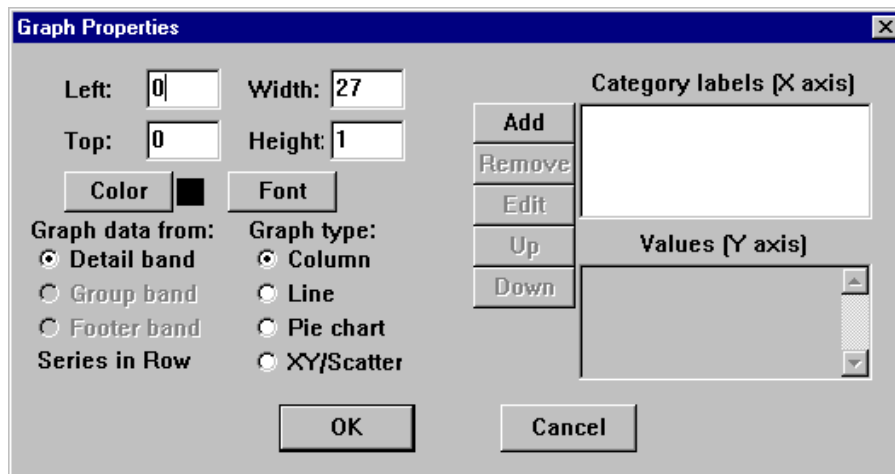 Graph Properties
Left: 0 Width: 27
Top: 0 Height: 1
Color Font
Graph data from: Graph type:
Detail band Column
Group band Line
Footer band Pie chart
Series in Row XY/Scatter
Category labels (X axis)
Add
Remove
Edit
Up
Down
Values (Y axis)
OK Cancel